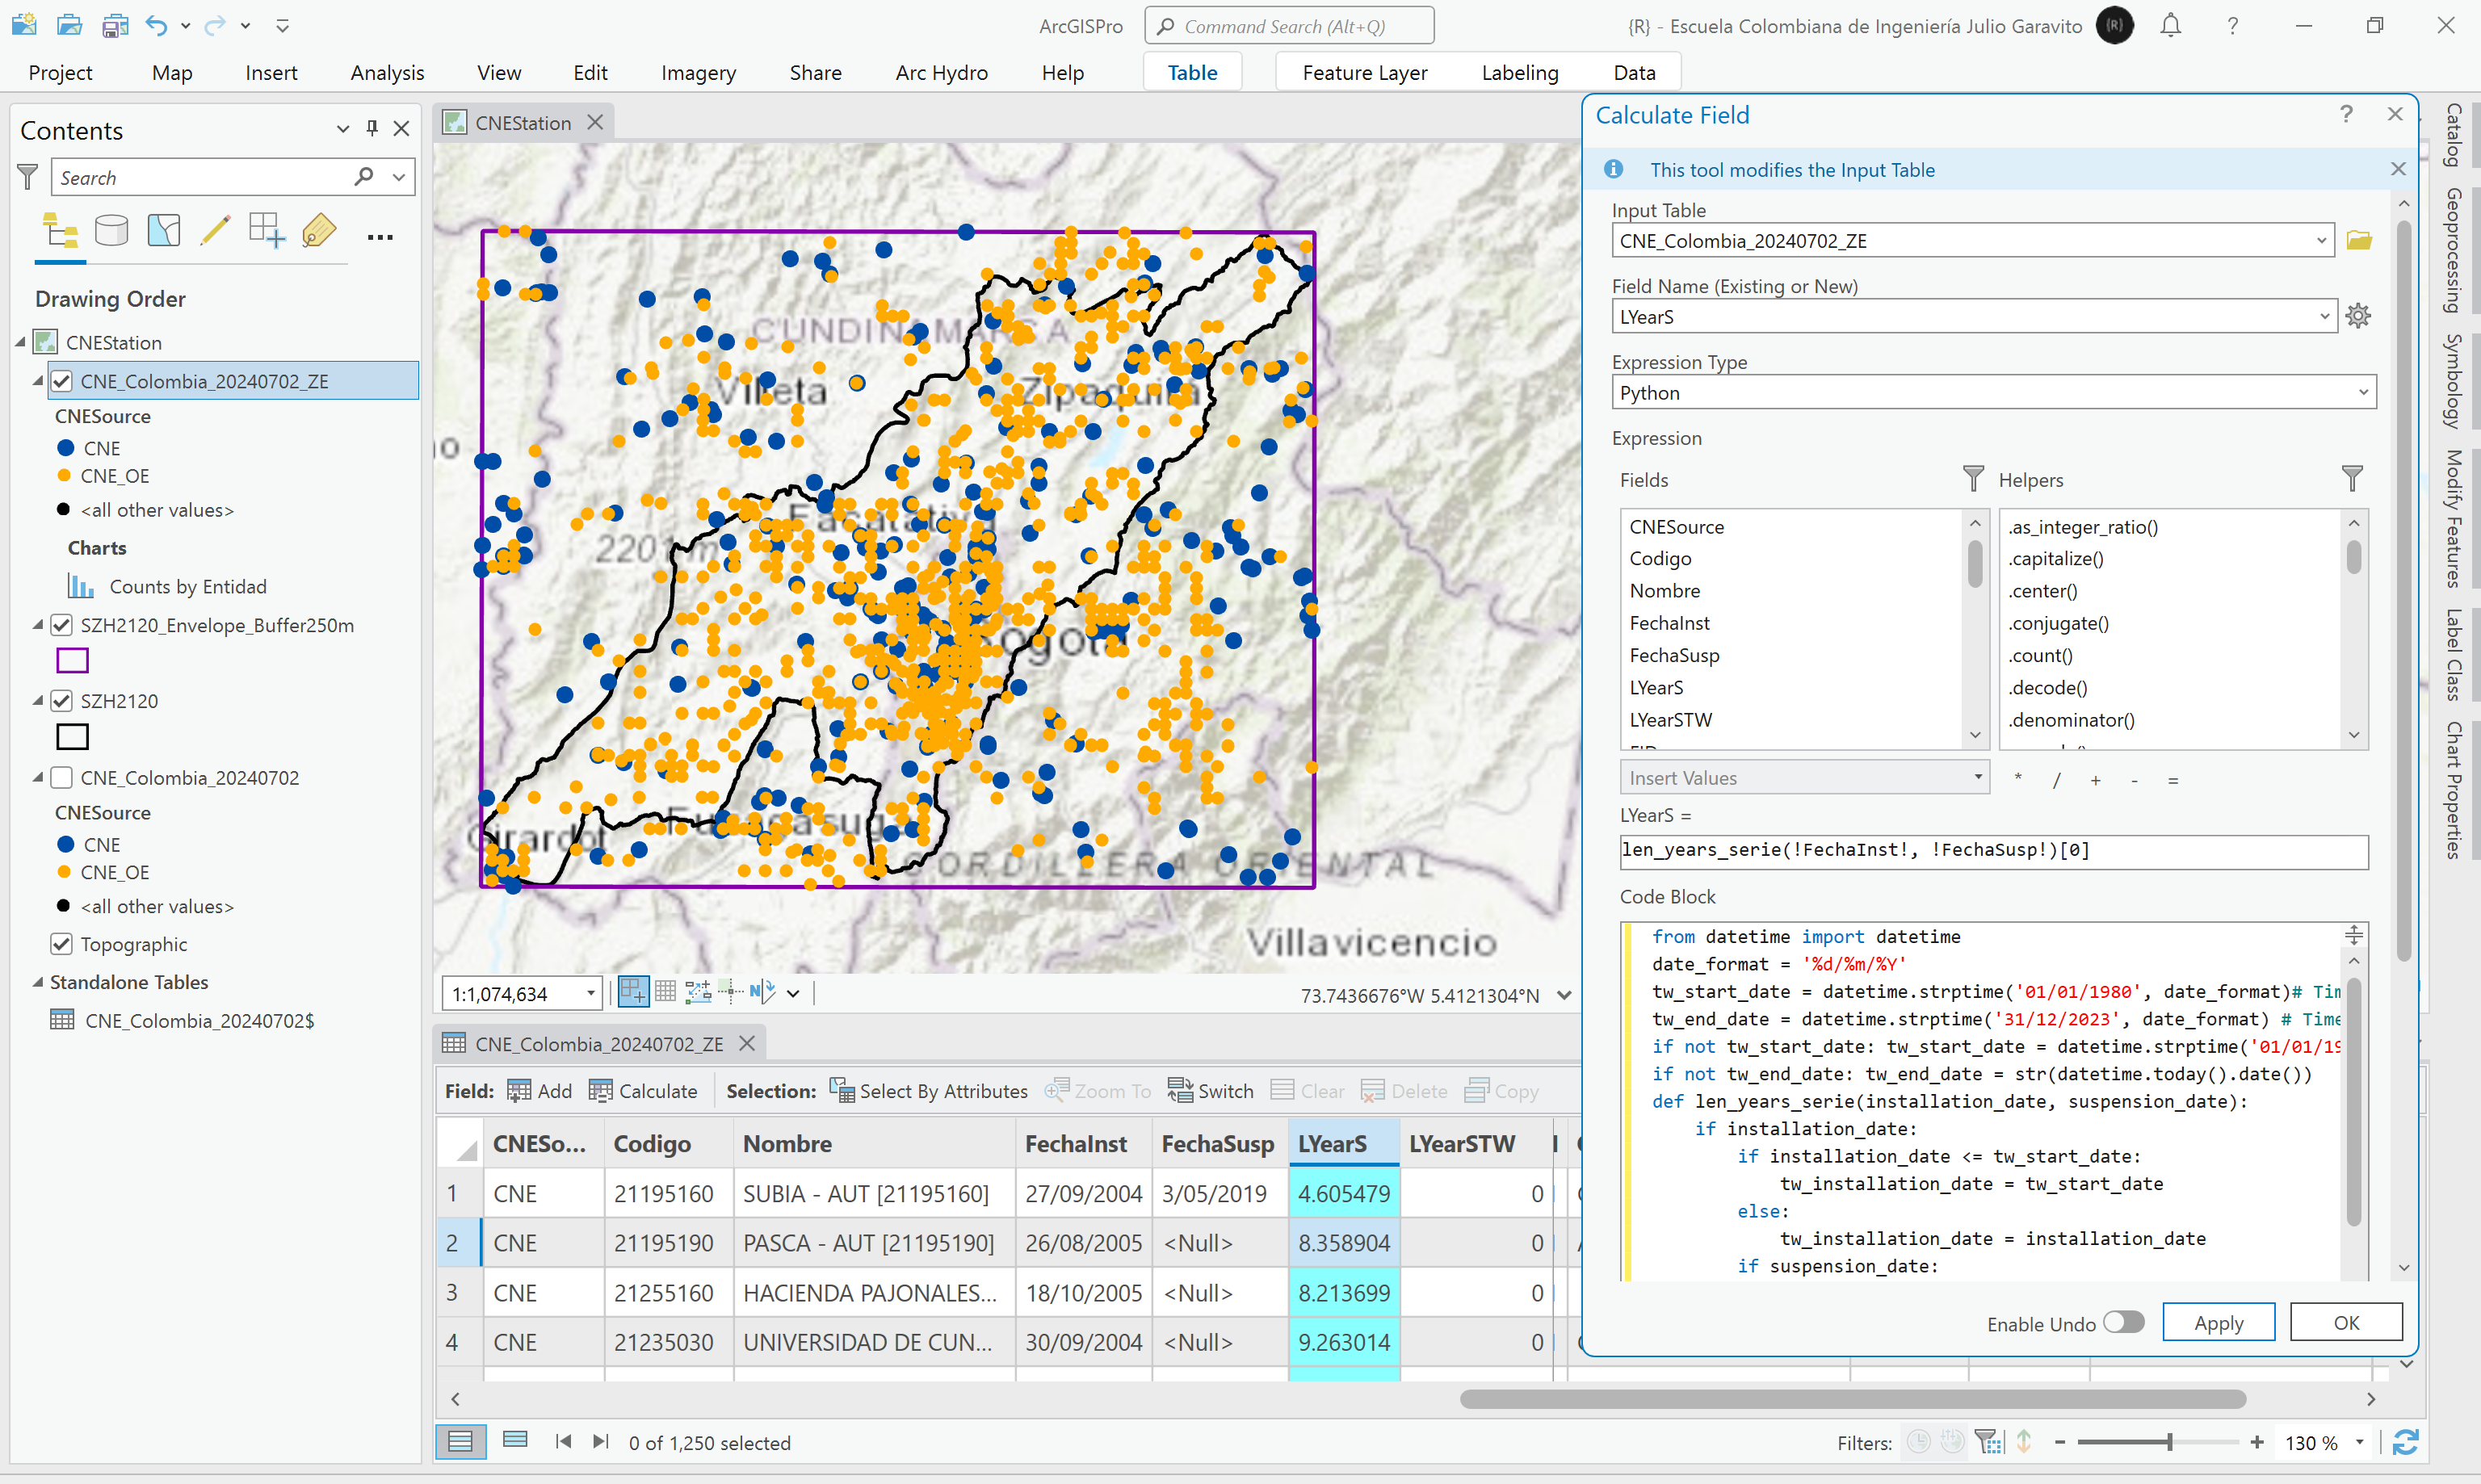 ArcGISPro
Command Search (Alt+Q)
{R} - Escuela Colombiana de Ingeniería Julio Garavito
{R}
?
Project Map Insert Analysis View Edit Imagery Share Arc Hydro Help Table Feature Layer Labeling Data
Contents
Search
Drawing Order
CNEStation
CNE_Colombia_20240702_ZE
CNESource
CNE
CNE_OE
<all other values>
Charts
Counts by Entidad
SZH2120_Envelope_Buffer250m
SZH2120
CNE_Colombia_20240702
CNESource
CNE
CNE_OE
<all other values>
Topographic
Standalone Tables
CNE_Colombia_20240702$
CNEStation
CUNDINAMARCA
Villeta
Zipaquira
Facatativa
2201 m
Bogota
Girardot
Fusagasuga
CORDILLERA ORIENTAL
Villavicencio
1:1,074,634
73.7436676°W 5.4121304°N
CNE_Colombia_20240702_ZE
Field: Add Calculate Selection: Select By Attributes Zoom To Switch Clear Delete Copy
CNESo... Codigo Nombre FechaInst FechaSusp LYearS LYearSTW
1 CNE 21195160 SUBIA - AUT [21195160] 27/09/2004 3/05/2019 4.605479 0
2 CNE 21195190 PASCA - AUT [21195190] 26/08/2005 <Null> 8.358904 0
3 CNE 21255160 HACIENDA PAJONALES... 18/10/2005 <Null> 8.213699 0
4 CNE 21235030 UNIVERSIDAD DE CUN... 30/09/2004 <Null> 9.263014 0
0 of 1,250 selected
Filters:
130 %
Calculate Field
?
This tool modifies the Input Table
Input Table
CNE_Colombia_20240702_ZE
Field Name (Existing or New)
LYearS
Expression Type
Python
Expression
Fields
Helpers
CNESource
Codigo
Nombre
FechaInst
FechaSusp
LYearS
LYearSTW
.as_integer_ratio()
.capitalize()
.center()
.conjugate()
.count()
.decode()
.denominator()
Insert Values
* / + - =
LYearS =
len_years_serie(!FechaInst!, !FechaSusp!)[0]
Code Block
from datetime import datetime
date_format = '%d/%m/%Y'
tw_start_date = datetime.strptime('01/01/1980', date_format)# Tim
tw_end_date = datetime.strptime('31/12/2023', date_format) # Time
if not tw_start_date: tw_start_date = datetime.strptime('01/01/19
if not tw_end_date: tw_end_date = str(datetime.today().date())
def len_years_serie(installation_date, suspension_date):
if installation_date:
if installation_date <= tw_start_date:
tw_installation_date = tw_start_date
else:
tw_installation_date = installation_date
if suspension_date:
Enable Undo
Apply
OK
Catalog
Geoprocessing
Symbology
Modify Features
Label Class
Chart Properties